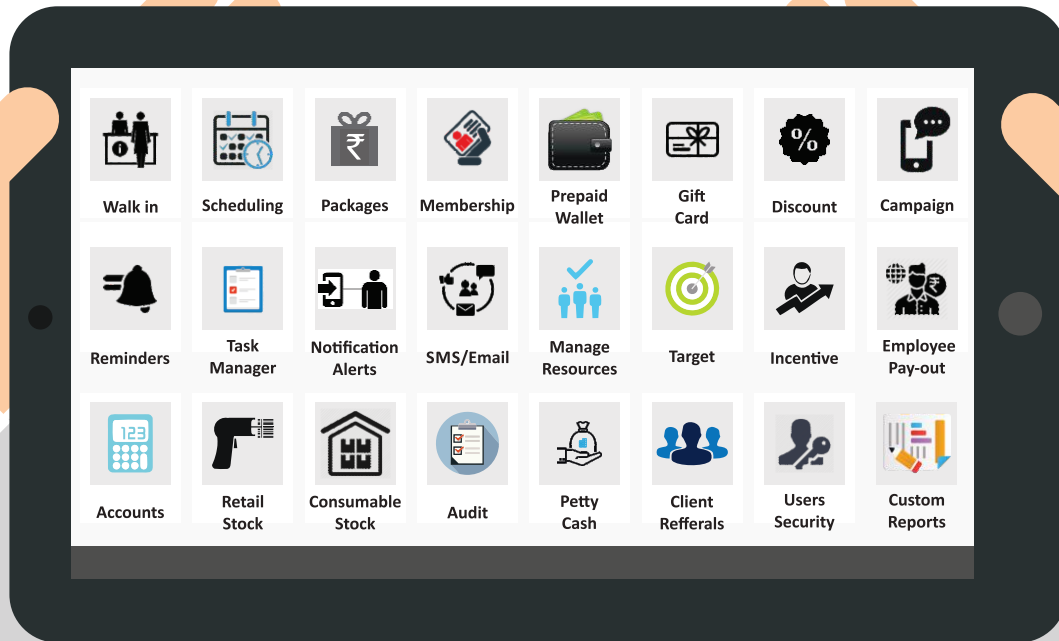 Walk in
Scheduling
Packages
₹
Membership
Prepaid
Wallet
Gift
Card
%
Discount
Campaign
Reminders
Task
Manager
Notification
Alerts
SMS/Email
Manage
Resources
Target
Incentive
₹
Employee
Pay-out
123
Accounts
Retail
Stock
Consumable
Stock
Audit
Petty
Cash
Client
Refferals
Users
Security
Custom
Reports